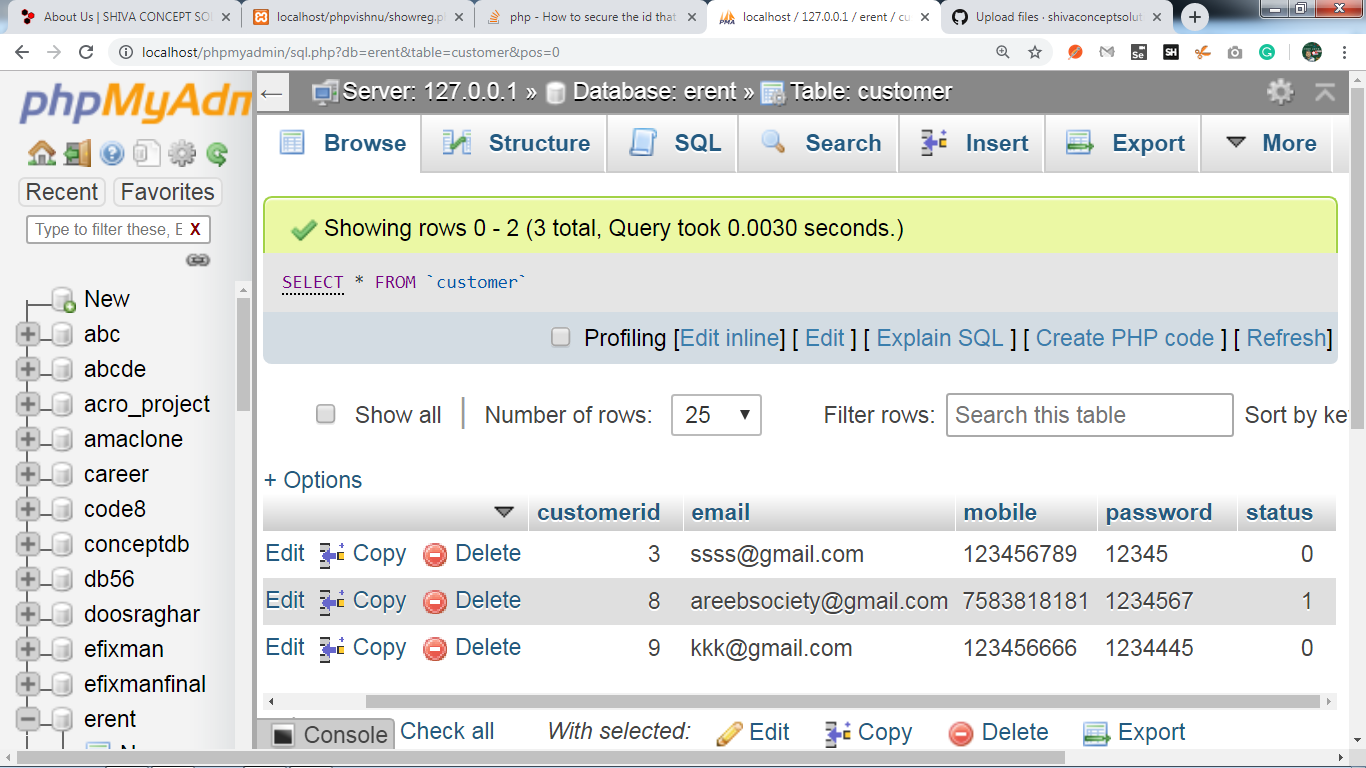 About Us | SHIVA CONCEPT SO
localhost/phpvishnu/showreg.p
php - How to secure the id that
localhost / 127.0.0.1 / erent / cu
Upload files · shivaconceptsolut
localhost/phpmyadmin/sql.php?db=erent&table=customer&pos=0
phpMyAdm
Server: 127.0.0.1 » Database: erent » Table: customer
Browse Structure SQL Search Insert Export More
Recent Favorites
Type to filter these, E X
New
abc
abcde
acro_project
amaclone
career
code8
conceptdb
db56
doosraghar
efixman
efixmanfinal
erent
Showing rows 0 - 2 (3 total, Query took 0.0030 seconds.)
SELECT * FROM `customer`
Profiling [Edit inline] [ Edit ] [ Explain SQL ] [ Create PHP code ] [ Refresh]
Show all | Number of rows: 25 Filter rows: Search this table Sort by ke
+ Options
customerid email mobile password status
Edit Copy Delete 3 ssss@gmail.com 123456789 12345 0
Edit Copy Delete 8 areebsociety@gmail.com 7583818181 1234567 1
Edit Copy Delete 9 kkk@gmail.com 123456666 1234445 0
Console Check all With selected: Edit Copy Delete Export